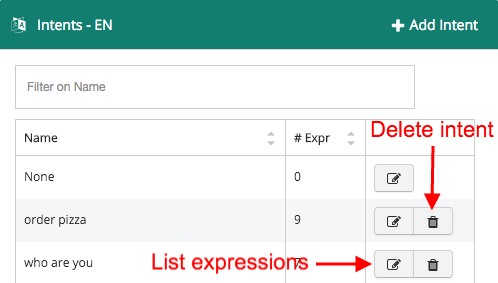 Intents - EN
Add Intent
Filter on Name
Delete intent
Name
# Expr
None
0
order pizza
9
who are you
List expressions
7